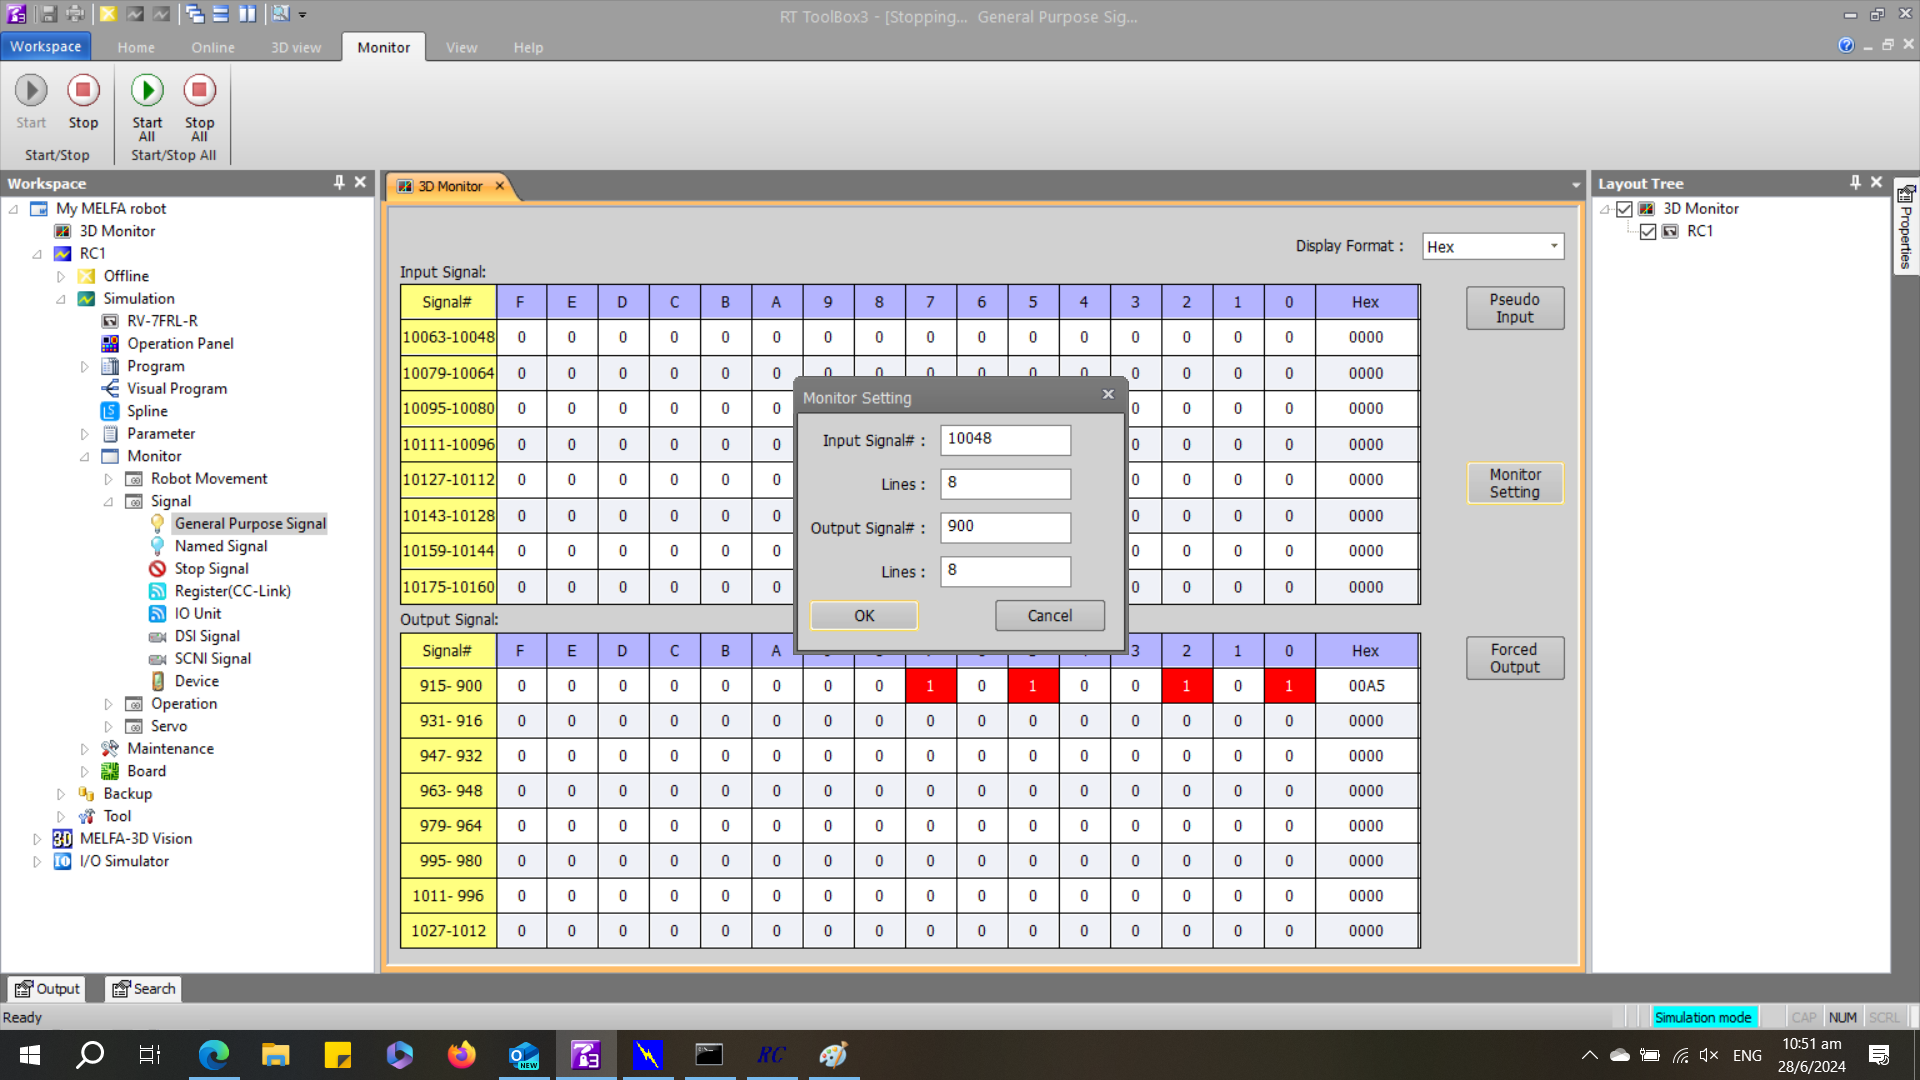 RT ToolBox3 - [Stopping... General Purpose Sig...
Workspace Home Online 3D view Monitor View Help
Start Stop Start All Stop All
Start/Stop Start/Stop All
Workspace
My MELFA robot
3D Monitor
RC1
Offline
Simulation
RV-7FRL-R
Operation Panel
Program
Visual Program
Spline
Parameter
Monitor
Robot Movement
Signal
General Purpose Signal
Named Signal
Stop Signal
Register(CC-Link)
IO Unit
DSI Signal
SCNI Signal
Device
Operation
Servo
Maintenance
Board
Backup
Tool
MELFA-3D Vision
I/O Simulator
3D Monitor
Display Format : Hex
Input Signal:
Signal# F E D C B A 9 8 7 6 5 4 3 2 1 0 Hex
10063-10048 0 0 0 0 0 0 0 0 0 0 0 0 0 0 0 0 0000
10079-10064 0 0 0 0 0 0 0 0 0 0 0 0 0 0 0 0 0000
10095-10080 0 0 0 0 0 0 0 0 0 0000
10111-10096 0 0 0 0 0 0 0 0 0 0000
10127-10112 0 0 0 0 0 0 0 0 0 0000
10143-10128 0 0 0 0 0 0 0 0 0 0000
10159-10144 0 0 0 0 0 0 0 0 0 0000
10175-10160 0 0 0 0 0 0 0 0 0 0000
Pseudo
Input
Monitor
Setting
Monitor Setting
Input Signal# : 10048
Lines : 8
Output Signal# : 900
Lines : 8
OK Cancel
Output Signal:
Signal# F E D C B A 3 2 1 0 Hex
915- 900 0 0 0 0 0 0 0 0 1 0 1 0 0 1 0 1 00A5
931- 916 0 0 0 0 0 0 0 0 0 0 0 0 0 0 0 0 0000
947- 932 0 0 0 0 0 0 0 0 0 0 0 0 0 0 0 0 0000
963- 948 0 0 0 0 0 0 0 0 0 0 0 0 0 0 0 0 0000
979- 964 0 0 0 0 0 0 0 0 0 0 0 0 0 0 0 0 0000
995- 980 0 0 0 0 0 0 0 0 0 0 0 0 0 0 0 0 0000
1011- 996 0 0 0 0 0 0 0 0 0 0 0 0 0 0 0 0 0000
1027-1012 0 0 0 0 0 0 0 0 0 0 0 0 0 0 0 0 0000
Forced
Output
Layout Tree
3D Monitor
RC1
Properties
Output Search
Ready
Simulation mode CAP NUM SCRL
NEW
RC
ENG
10:51 am
28/6/2024